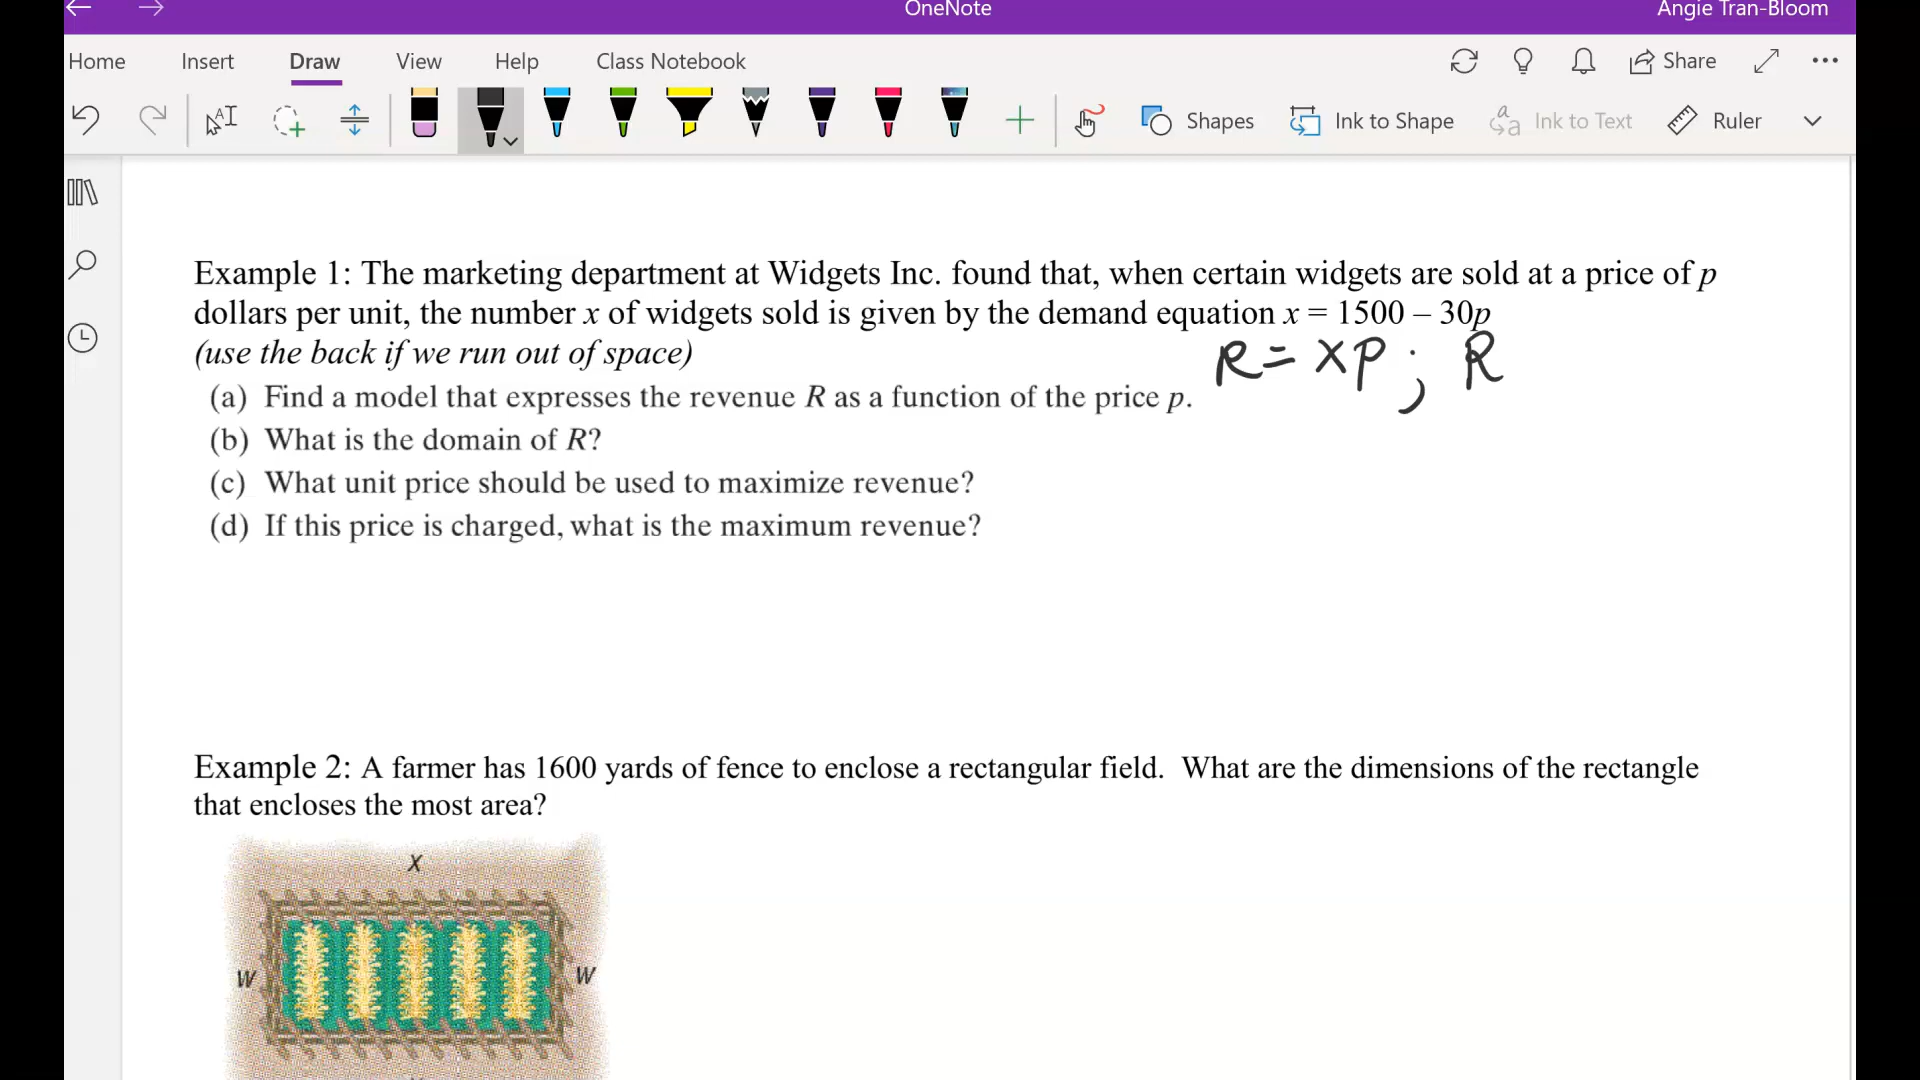 OneNote
Angie Tran-Bloom
Home Insert Draw View Help Class Notebook
Share
Shapes Ink to Shape Ink to Text Ruler
Example 1: The marketing department at Widgets Inc. found that, when certain widgets are sold at a price of p
dollars per unit, the number x of widgets sold is given by the demand equation x = 1500 – 30p
(use the back if we run out of space)
R = xp ; R
(a) Find a model that expresses the revenue R as a function of the price p.
(b) What is the domain of R?
(c) What unit price should be used to maximize revenue?
(d) If this price is charged, what is the maximum revenue?
Example 2: A farmer has 1600 yards of fence to enclose a rectangular field. What are the dimensions of the rectangle
that encloses the most area?
x
w w